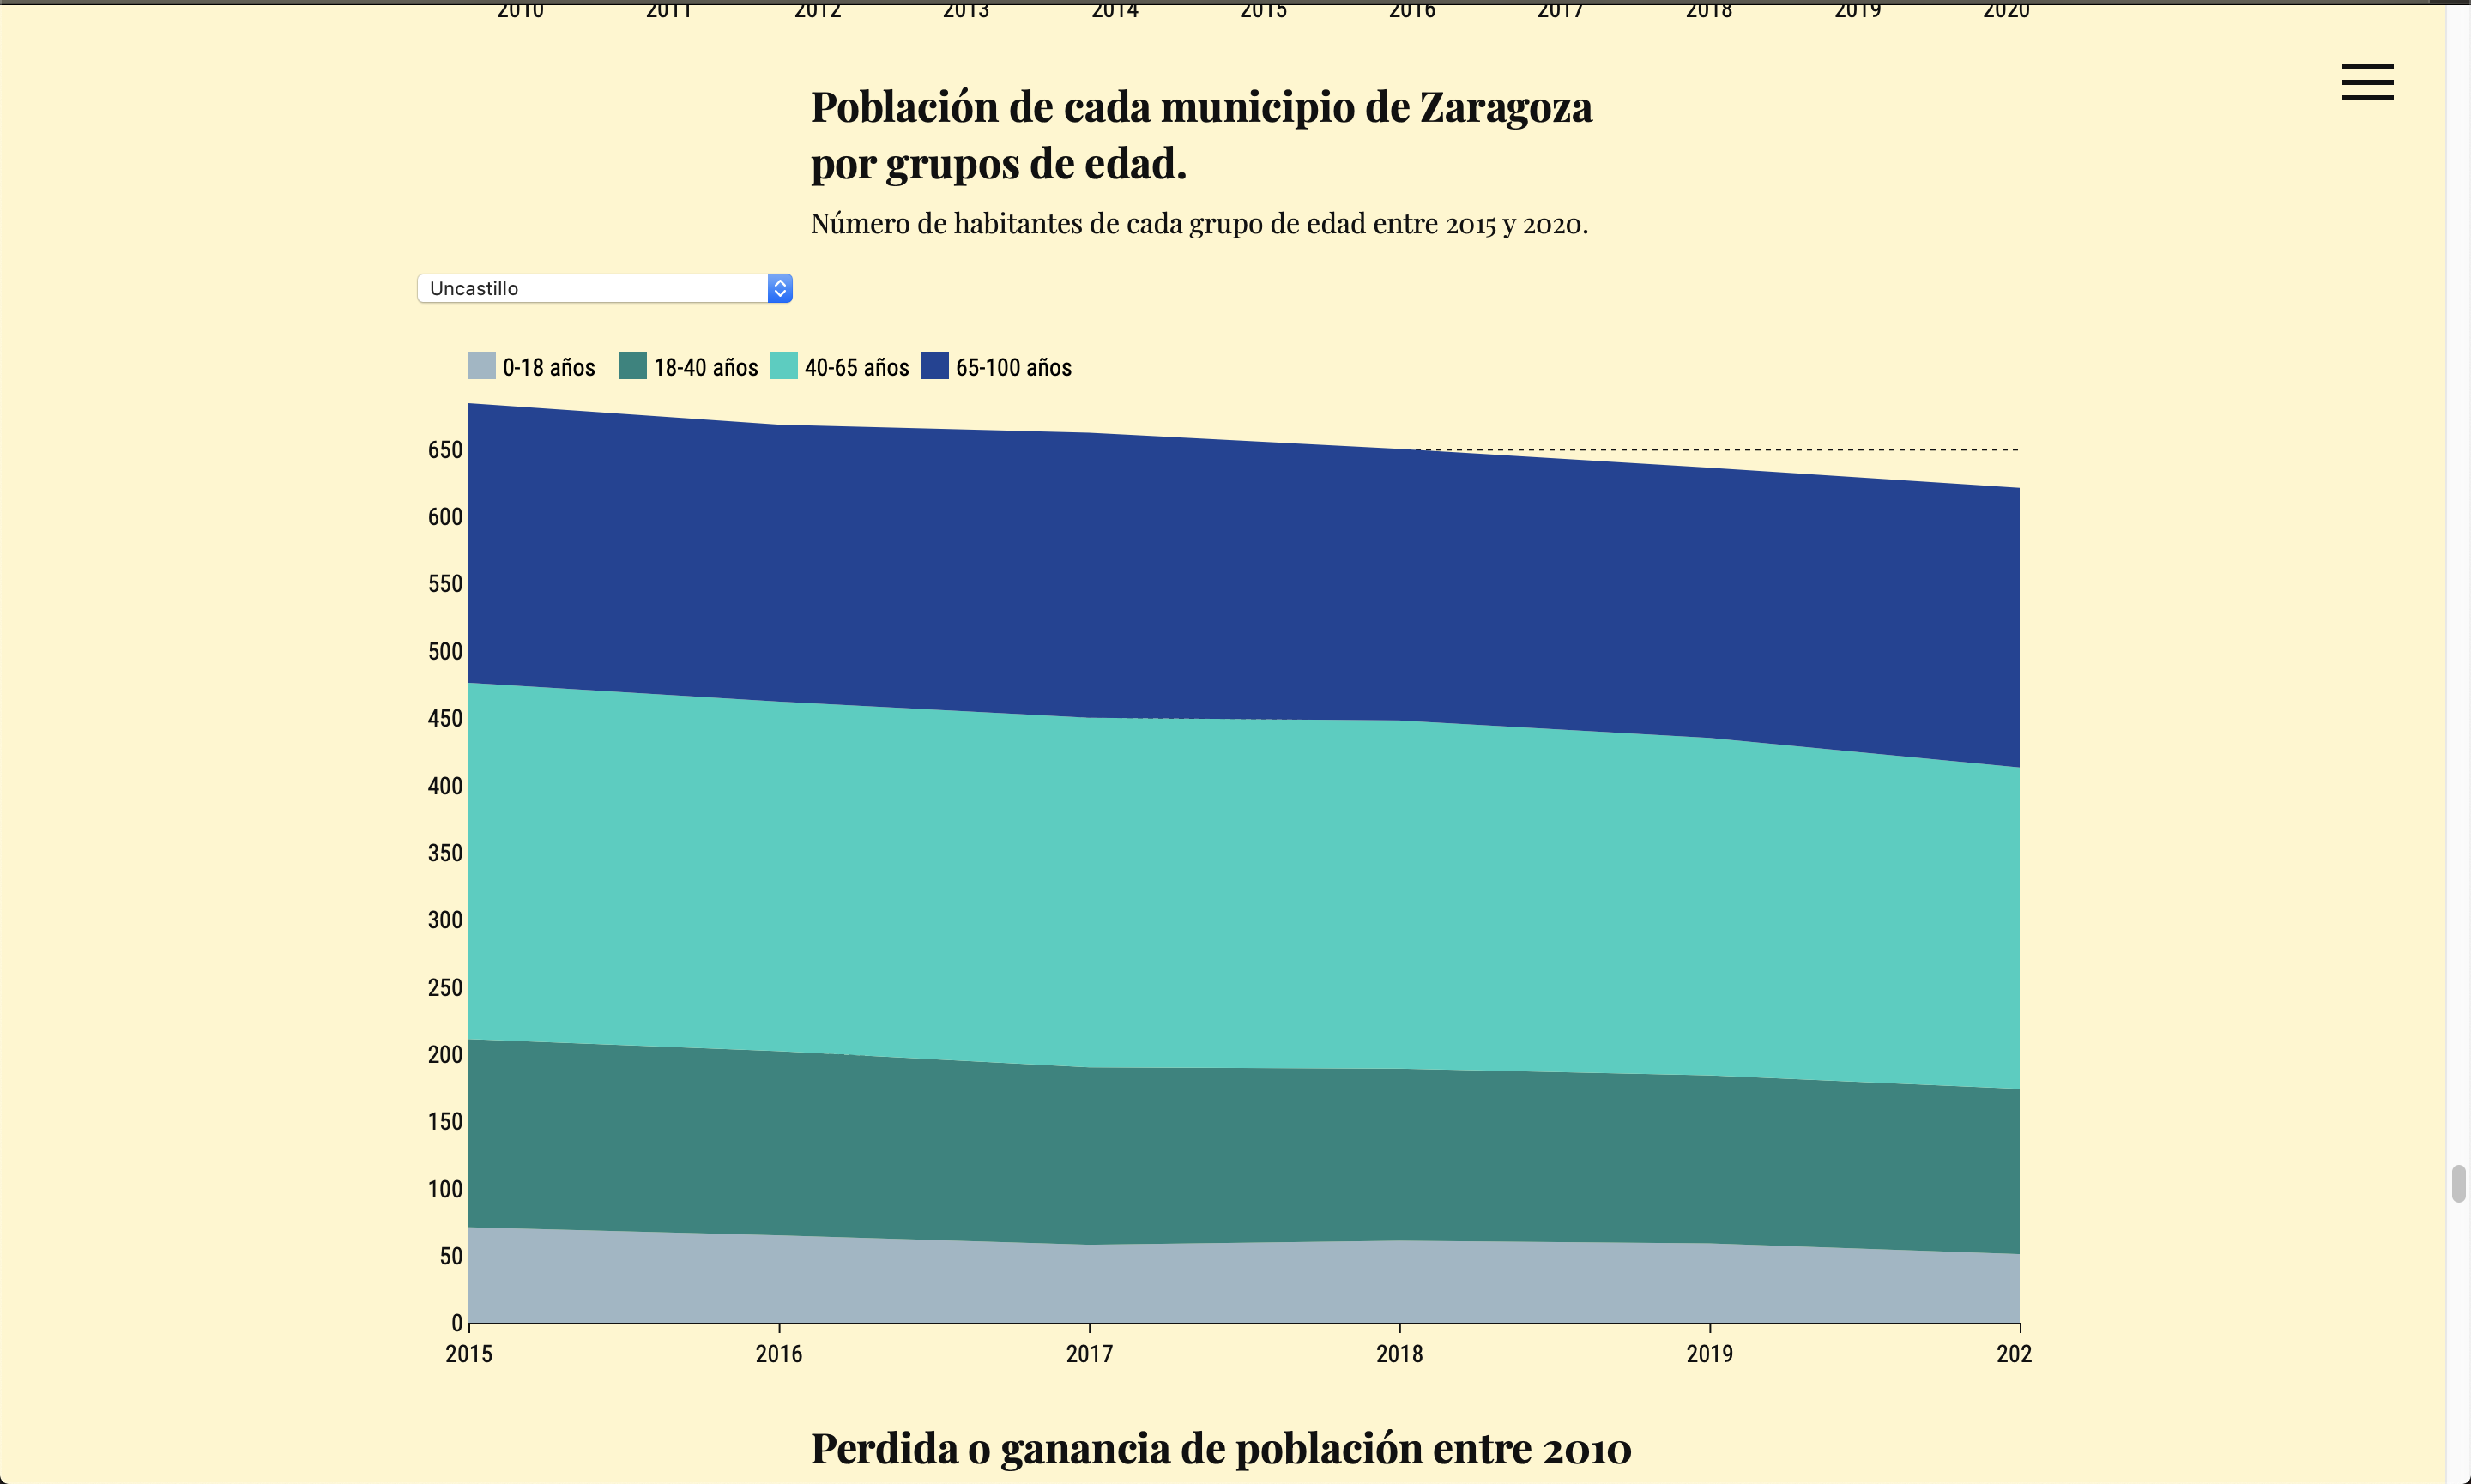 2010 2011 2012 2013 2014 2015 2016 2017 2018 2019 2020
Población de cada municipio de Zaragoza
por grupos de edad.
Número de habitantes de cada grupo de edad entre 2015 y 2020.
Uncastillo
0-18 años 18-40 años 40-65 años 65-100 años
650
600
550
500
450
400
350
300
250
200
150
100
50
0
2015 2016 2017 2018 2019 202
Perdida o ganancia de población entre 2010